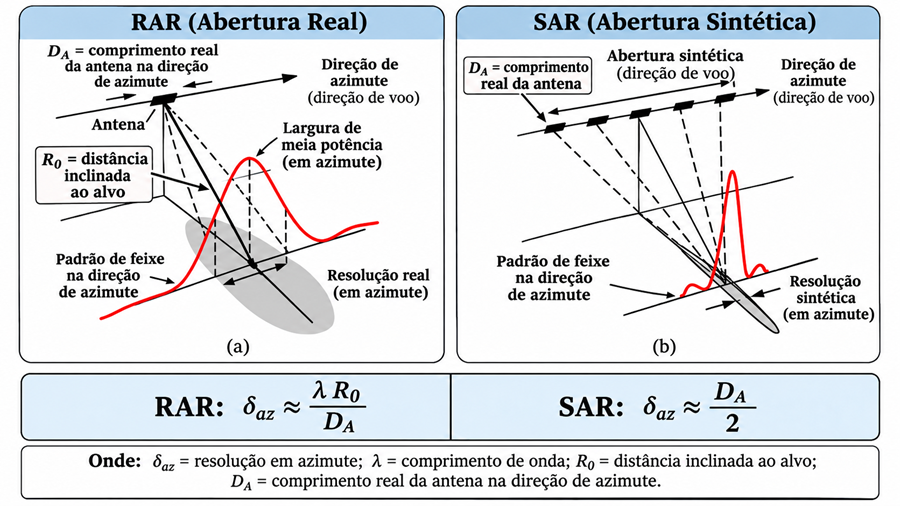 RAR (Abertura Real)
D_A = comprimento real
da antena na direção
de azimute
Direção de
azimute
(direção de voo)
Antena
Largura de
meia potência
(em azimute)
R_0 = distância
inclinada
ao alvo
Padrão de feixe
na direção
de azimute
Resolução real
(em azimute)
(a)
SAR (Abertura Sintética)
D_A = comprimento
real da antena
Abertura sintética
(direção de voo)
Direção de
azimute
(direção de voo)
Padrão de feixe
na direção
de azimute
Resolução
sintética
(em azimute)
(b)
RAR: δ_az ≈ λ R_0 / D_A
SAR: δ_az ≈ D_A / 2
Onde: δ_az = resolução em azimute; λ = comprimento de onda; R_0 = distância inclinada ao alvo;
D_A = comprimento real da antena na direção de azimute.